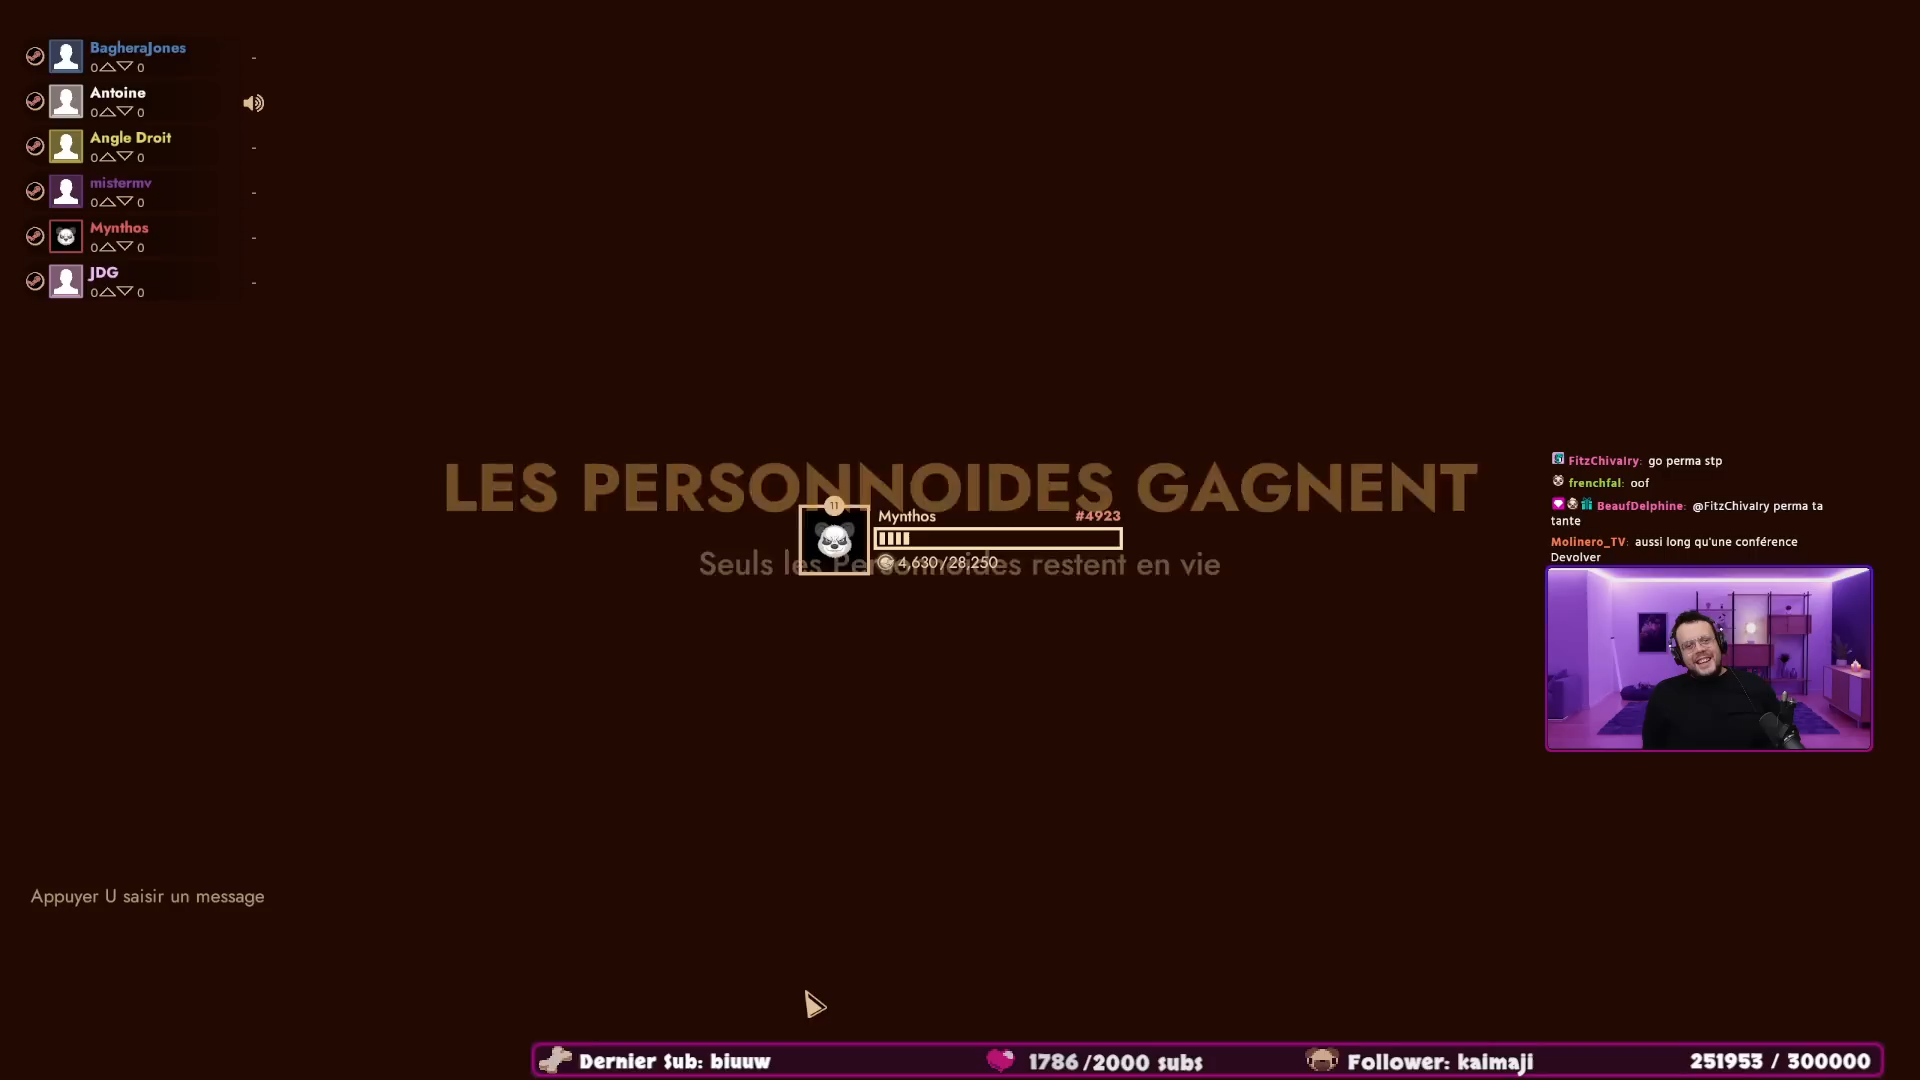 BagheraJones
0 0
-
Antoine
0 0
Angle Droit
0 0
-
mistermv
0 0
-
Mynthos
0 0
-
JDG
0 0
-
LES PERSONNOIDES GAGNENT
11
Mynthos #4923
4,630/28,250
Seuls les Personnoides restent en vie
FitzChivalry: go perma stp
frenchfal: oof
BeaufDelphine: @FitzChivalry perma ta
tante
Molinero_TV: aussi long qu'une conférence
Devolver
Appuyer U saisir un message
Dernier Sub: biuuw
1786 /2000 subs
Follower: kaimaji
251953 / 300000